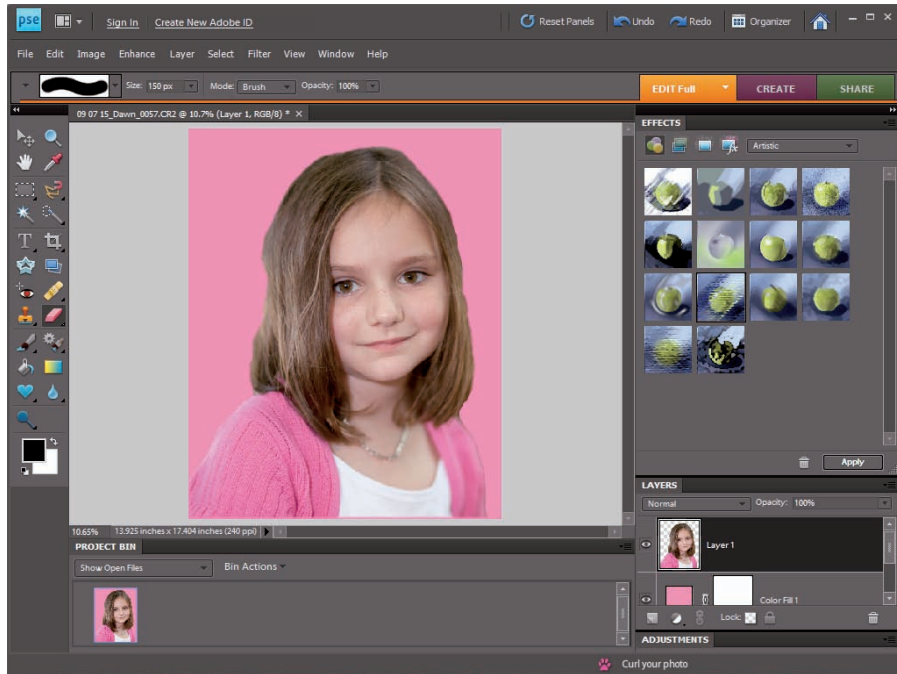 pse Sign In Create New Adobe ID Reset Panels Undo Redo Organizer
File Edit Image Enhance Layer Select Filter View Window Help
Size: 150 px Mode: Brush Opacity: 100% EDIT Full CREATE SHARE
09 07 15_Dawn_0057.CR2 @ 10.7% (Layer 1, RGB/8) * ×
EFFECTS
Artistic
Apply
LAYERS
Normal Opacity: 100%
Layer 1
Color Fill 1
Lock:
ADJUSTMENTS
10.65% 13.925 inches x 17.404 inches (240 ppi)
PROJECT BIN
Show Open Files Bin Actions
Curl your photo